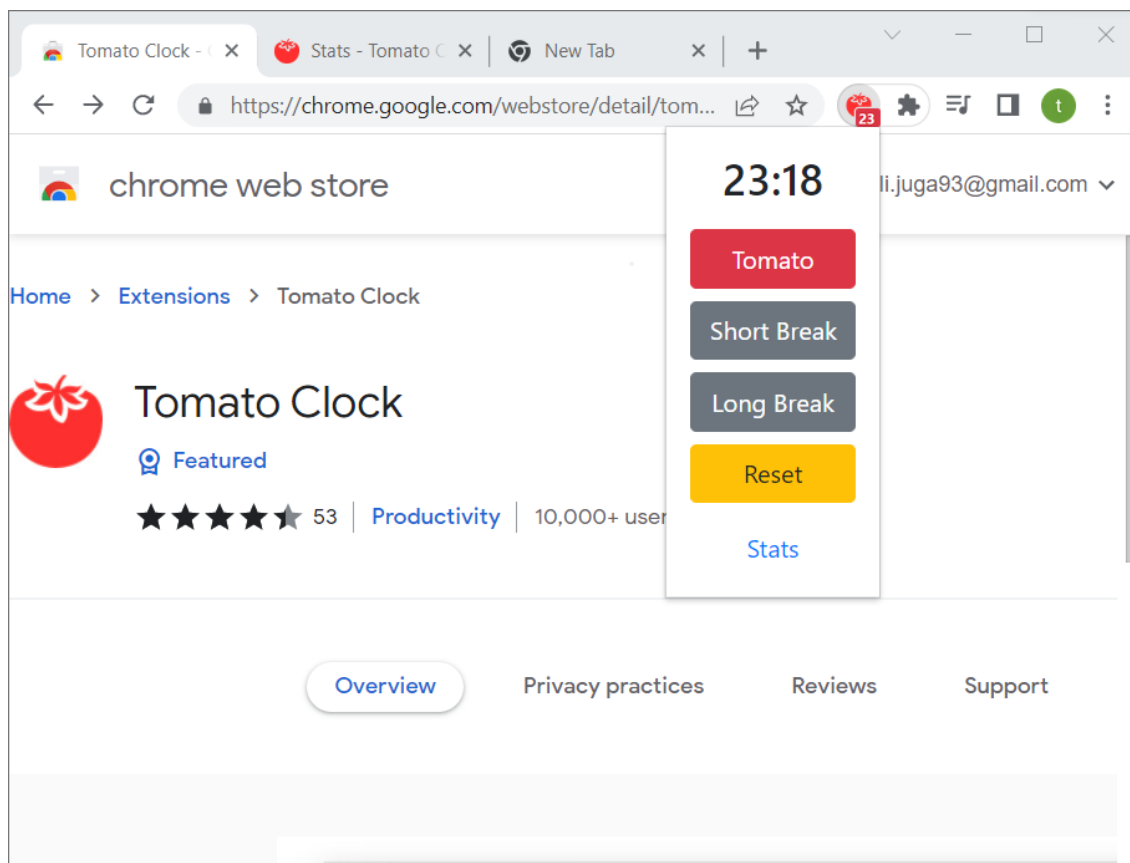 Tomato Clock -
Stats - Tomato C
New Tab
https://chrome.google.com/webstore/detail/tom...
23
t
chrome web store
li.juga93@gmail.com
23:18
Tomato
Short Break
Long Break
Reset
Stats
Home > Extensions > Tomato Clock
Tomato Clock
Featured
53 | Productivity | 10,000+ user
Overview
Privacy practices
Reviews
Support